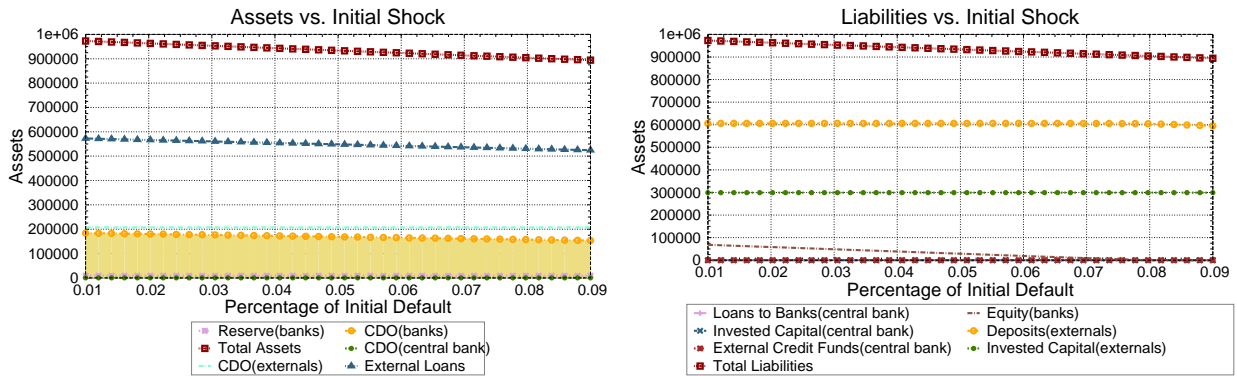 Assets vs. Initial Shock
1e+06
900000
800000
700000
600000
500000
400000
300000
200000
100000
0
Assets
0.01 0.02 0.03 0.04 0.05 0.06 0.07 0.08 0.09
Percentage of Initial Default
Reserve(banks) CDO(banks)
Total Assets CDO(central bank)
CDO(externals) External Loans
Liabilities vs. Initial Shock
1e+06
900000
800000
700000
600000
500000
400000
300000
200000
100000
0
Assets
0.01 0.02 0.03 0.04 0.05 0.06 0.07 0.08 0.09
Percentage of Initial Default
Loans to Banks(central bank) Equity(banks)
Invested Capital(central bank) Deposits(externals)
External Credit Funds(central bank) Invested Capital(externals)
Total Liabilities